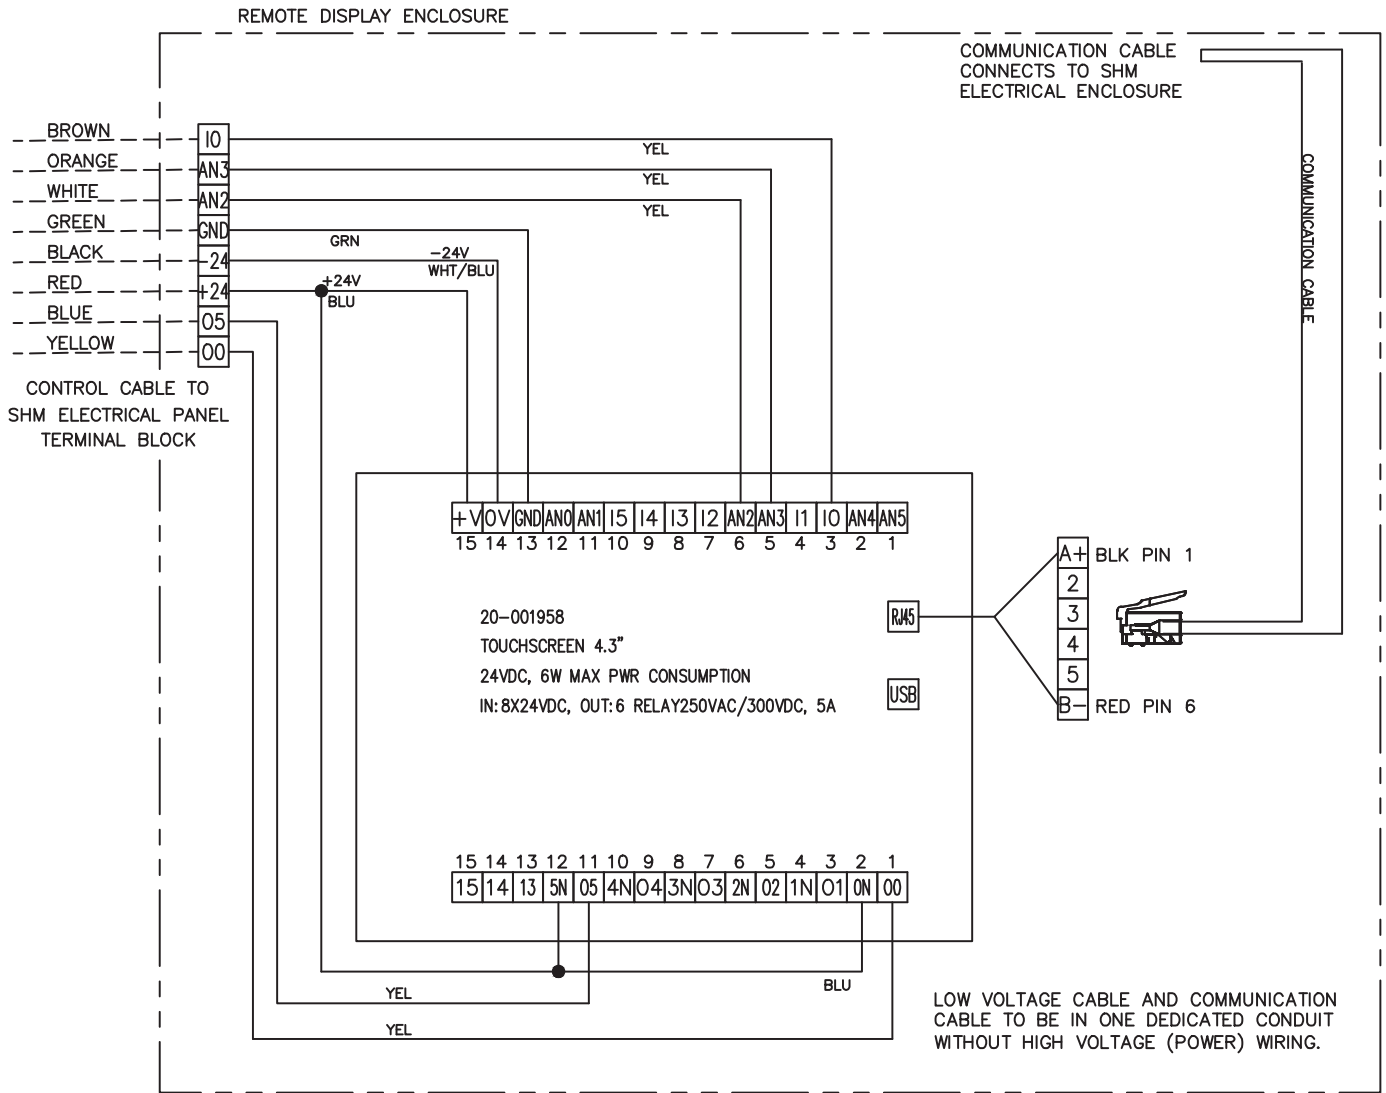 REMOTE DISPLAY ENCLOSURE
COMMUNICATION CABLE
CONNECTS TO SHM
ELECTRICAL ENCLOSURE
BROWN
IO
YEL
ORANGE
AN3
YEL
WHITE
AN2
YEL
GREEN
GND
GRN
BLACK
-24
-24V
WHT/BLU
RED
+24
+24V
BLU
BLUE
O5
YELLOW
OO
COMMUNICATION CABLE
CONTROL CABLE TO
SHM ELECTRICAL PANEL
TERMINAL BLOCK
+V OV GND AN0 AN1 I5 I4 I3 I2 AN2 AN3 I1 IO AN4 AN5
15 14 13 12 11 10 9 8 7 6 5 4 3 2 1
20-001958
TOUCHSCREEN 4.3"
24VDC, 6W MAX PWR CONSUMPTION
IN: 8X24VDC, OUT: 6 RELAY250VAC/300VDC, 5A
RJ45
USB
A+ BLK PIN 1
2
3
4
5
B- RED PIN 6
15 14 13 12 11 10 9 8 7 6 5 4 3 2 1
15 14 13 5N 05 4N O4 3N O3 2N 02 1N O1 0N 00
BLU
YEL
YEL
LOW VOLTAGE CABLE AND COMMUNICATION
CABLE TO BE IN ONE DEDICATED CONDUIT
WITHOUT HIGH VOLTAGE (POWER) WIRING.